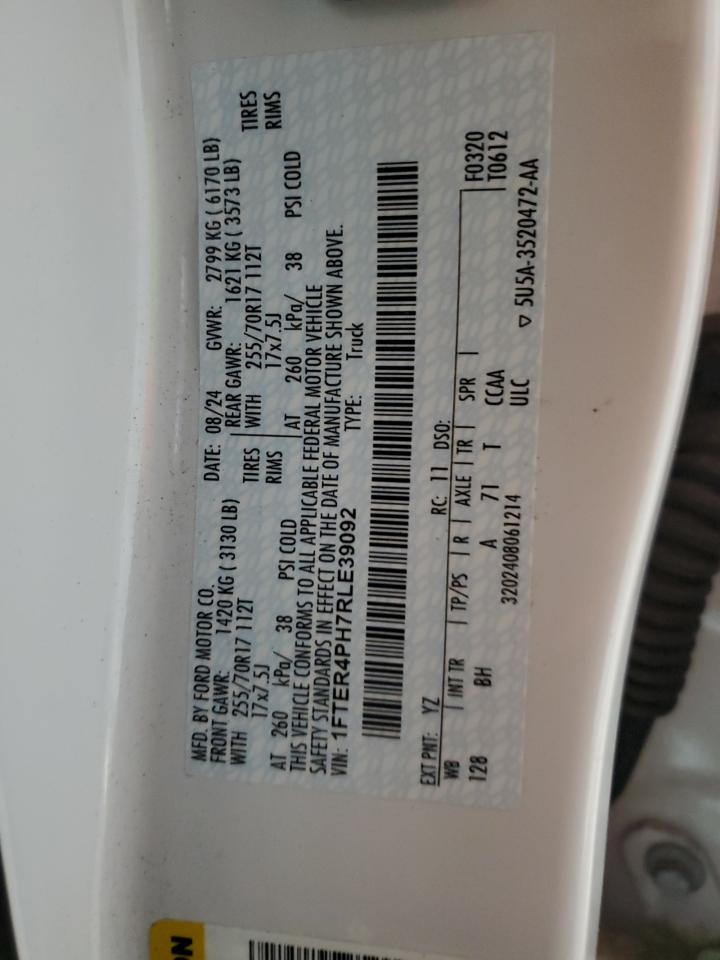 MFD. BY FORD MOTOR CO.
DATE: 08/24 GVWR: 2799 KG ( 6170 LB)
FRONT GAWR: 1420 KG ( 3130 LB) REAR GAWR: 1621 KG ( 3573 LB)
WITH 255/70R17 112T TIRES WITH 255/70R17 112T TIRES
17x7.5J RIMS 17x7.5J RIMS
AT 260 kPa/ 38 PSI COLD AT 260 kPa/ 38 PSI COLD
THIS VEHICLE CONFORMS TO ALL APPLICABLE FEDERAL MOTOR VEHICLE
SAFETY STANDARDS IN EFFECT ON THE DATE OF MANUFACTURE SHOWN ABOVE.
VIN: 1FTER4PH7RLE39092 TYPE: Truck
EXT PNT: YZ RC: 11 DSO: F0320
WB INT TR TP/PS R AXLE TR SPR T0612
128 BH A 71 T CCAA
3202408061214 ULC ▽ 5U5A-3520472-AA
ON